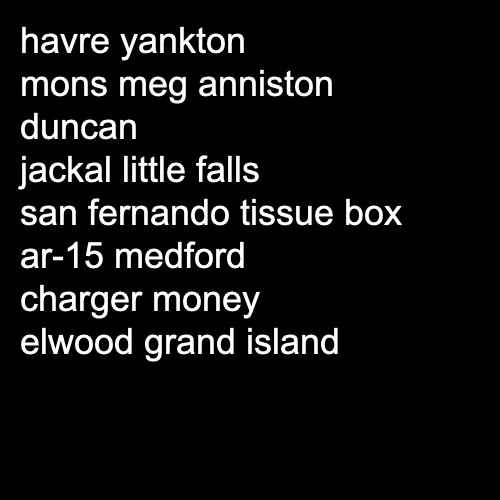 havre yankton
mons meg anniston
duncan
jackal little falls
san fernando tissue box
ar-15 medford
charger money
elwood grand island